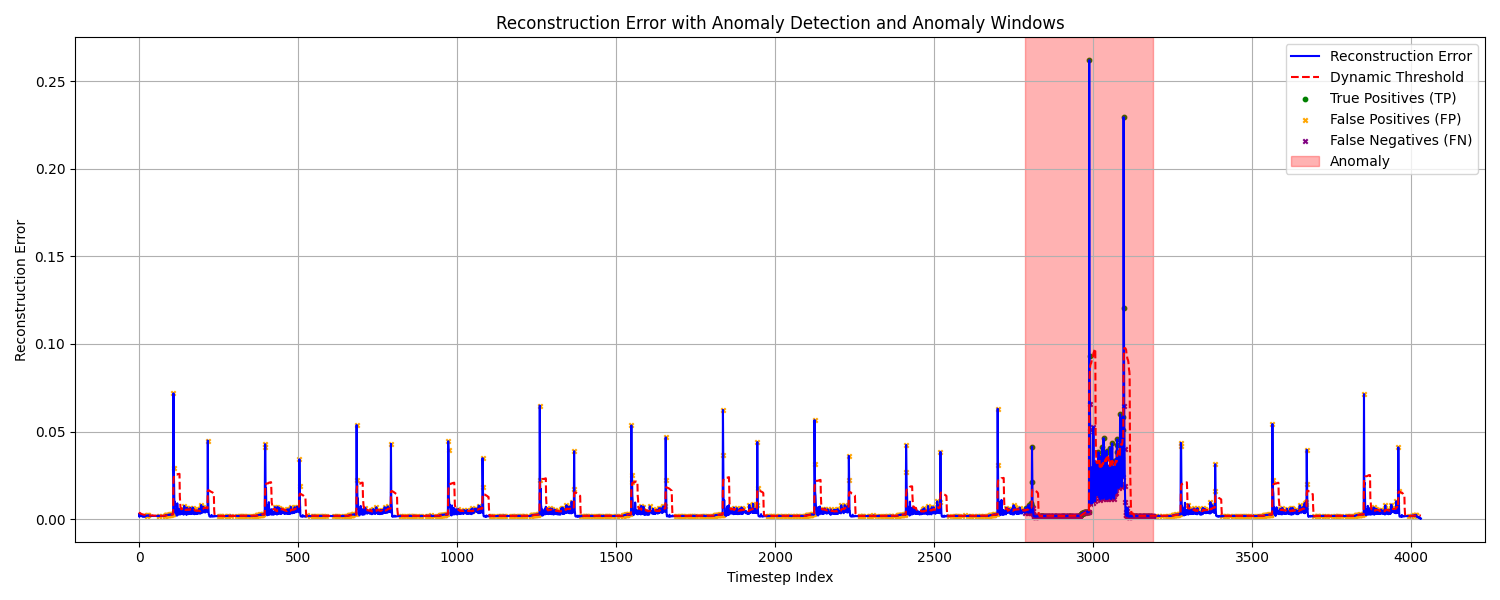 Reconstruction Error with Anomaly Detection and Anomaly Windows
Reconstruction Error
0.25
0.20
0.15
0.10
0.05
0.00
Reconstruction Error
Dynamic Threshold
True Positives (TP)
False Positives (FP)
False Negatives (FN)
Anomaly
0 500 1000 1500 2000 2500 3000 3500 4000
Timestep Index